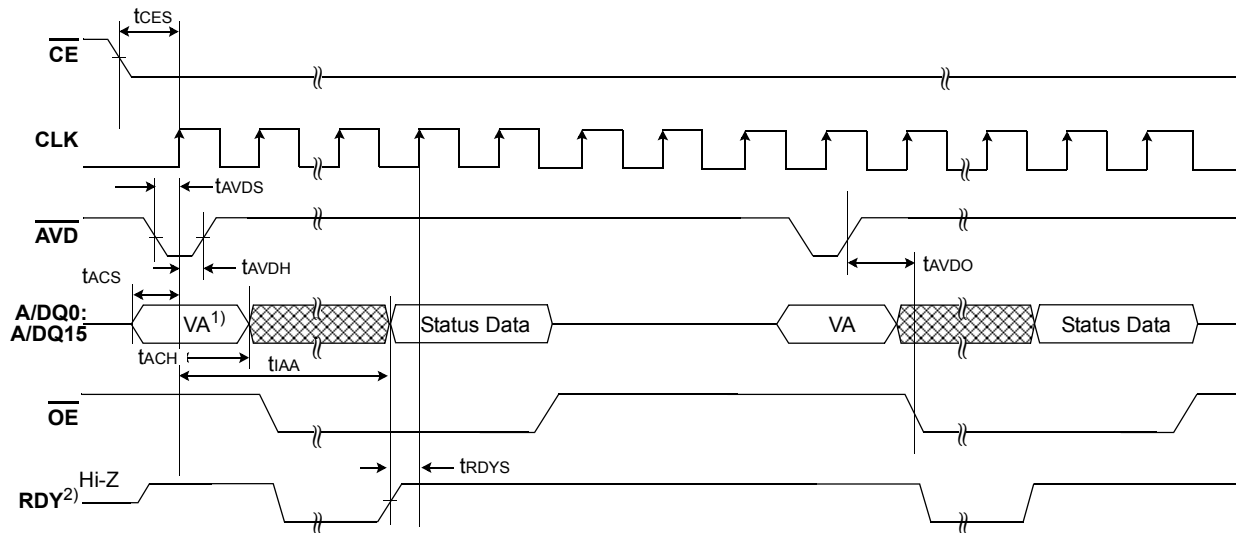 tCES
CE
CLK
tAVDS
AVD
tACS
tAVDH
tAVDO
A/DQ0:
A/DQ15
VA1)
Status Data
VA
Status Data
tACH
tIAA
OE
tRDYS
Hi-Z
RDY2)